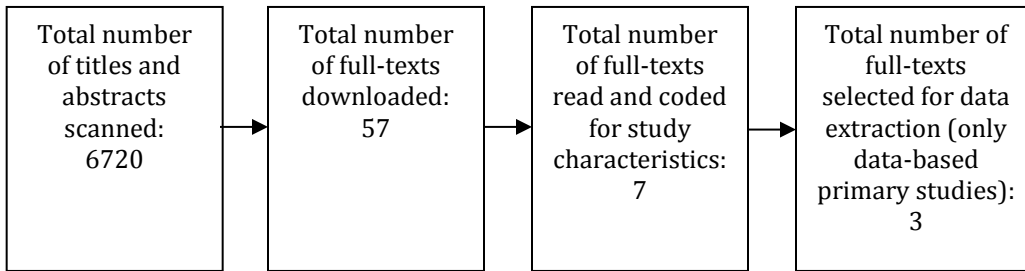 Total number
of titles and
abstracts
scanned:
6720
Total number
of full-texts
downloaded:
57
Total number
of full-texts
read and coded
for study
characteristics:
7
Total number of
full-texts
selected for data
extraction (only
data-based
primary studies):
3